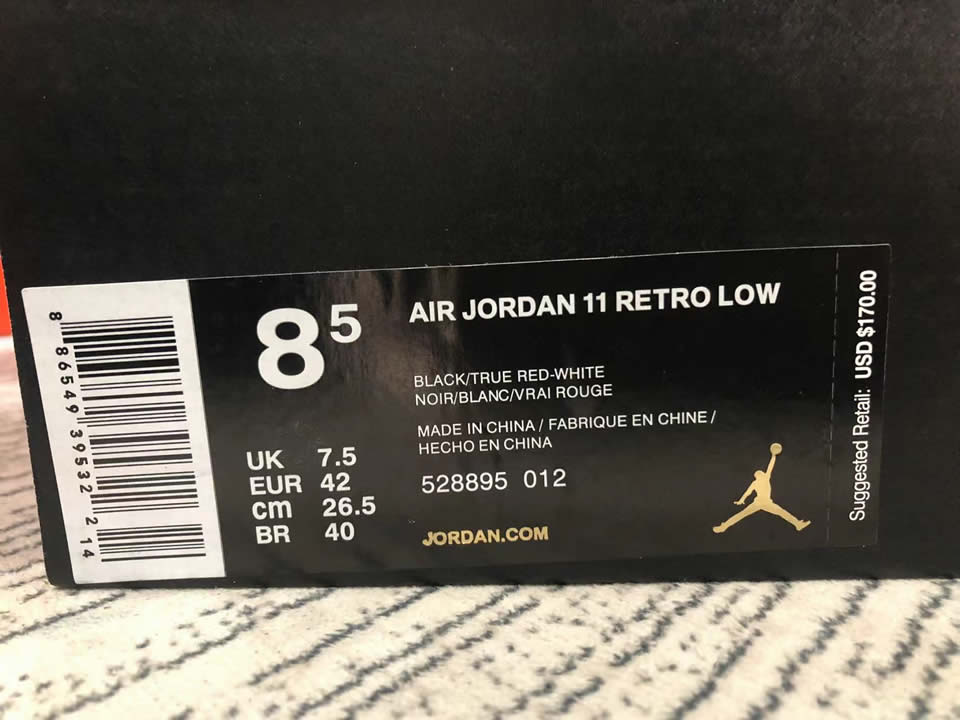 8 86549 39532 2 14
8 5
AIR JORDAN 11 RETRO LOW
BLACK/TRUE RED-WHITE
NOIR/BLANC/VRAI ROUGE
MADE IN CHINA / FABRIQUE EN CHINE /
HECHO EN CHINA
UK 7.5
EUR 42
cm 26.5
BR 40
528895 012
JORDAN.COM
Suggested Retail: USD $170.00